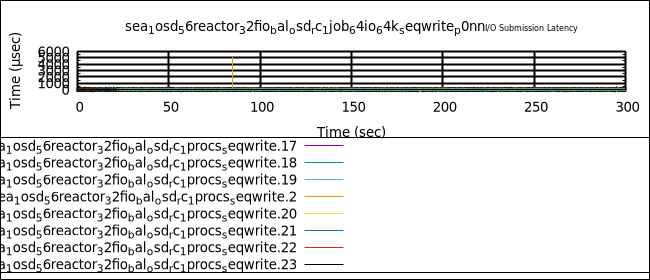 sea1osd56reactor32fiobalosdrc1job64io64kseqwritep0nnI/O Submission Latency
6000
5000
4000
3000
2000
1000
0
Time (µsec)
0 50 100 150 200 250 300
Time (sec)
a1osd56reactor32fiobalosdrc1procsseqwrite.17
a1osd56reactor32fiobalosdrc1procsseqwrite.18
a1osd56reactor32fiobalosdrc1procsseqwrite.19
ea1osd56reactor32fiobalosdrc1procsseqwrite.2
a1osd56reactor32fiobalosdrc1procsseqwrite.20
a1osd56reactor32fiobalosdrc1procsseqwrite.21
a1osd56reactor32fiobalosdrc1procsseqwrite.22
a1osd56reactor32fiobalosdrc1procsseqwrite.23